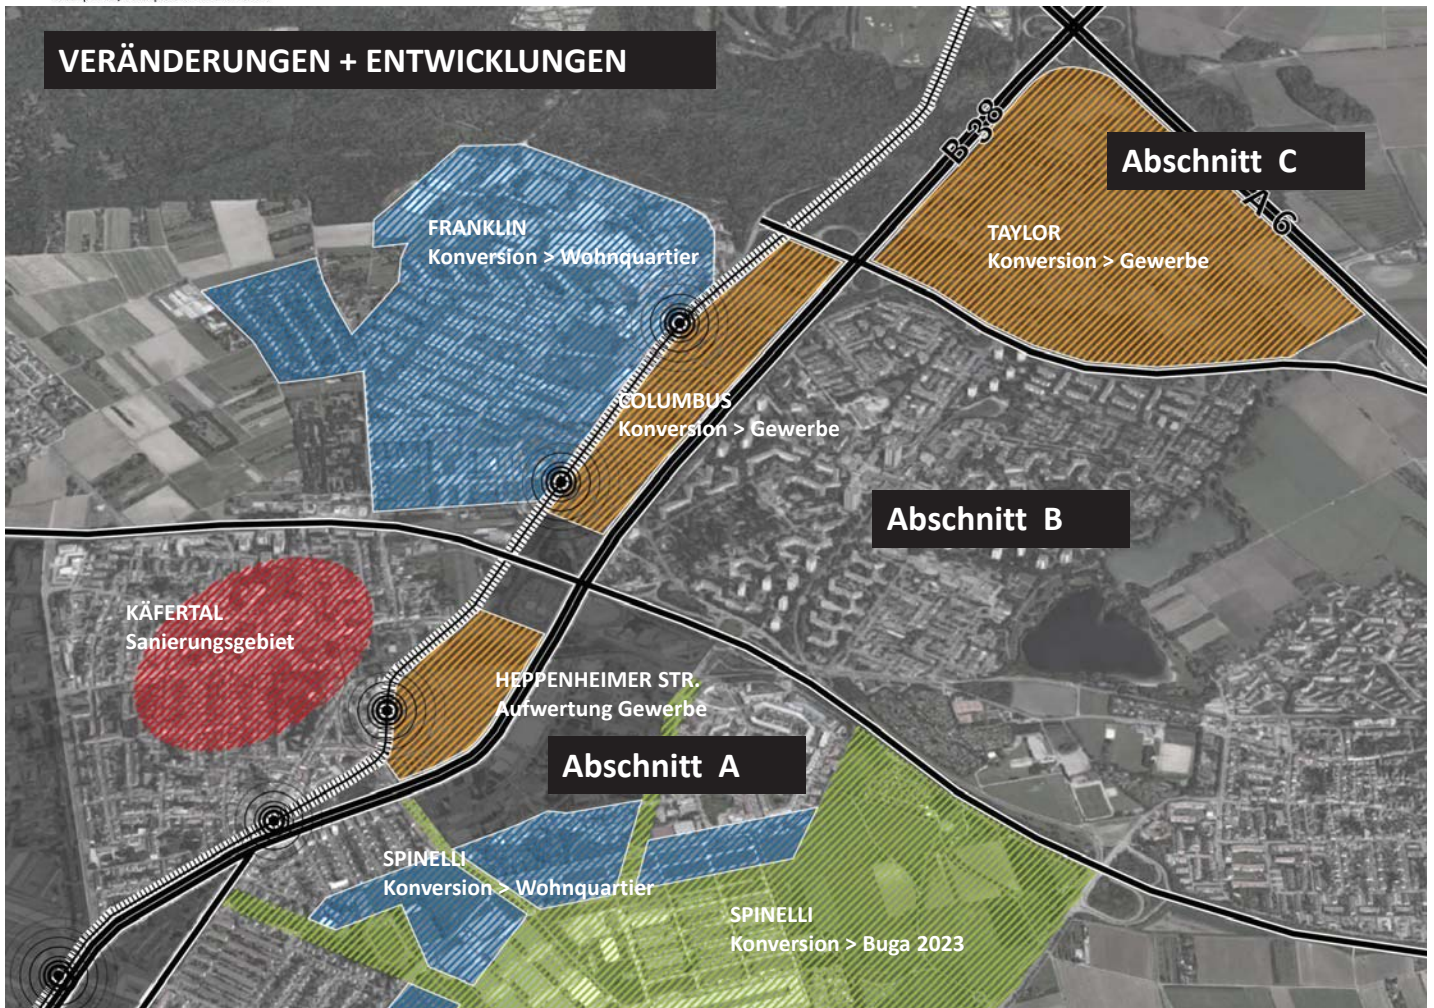 VERÄNDERUNGEN + ENTWICKLUNGEN
B 38
Abschnitt C
A 6
FRANKLIN
Konversion > Wohnquartier
TAYLOR
Konversion > Gewerbe
COLUMBUS
Konversion > Gewerbe
Abschnitt B
KÄFERTAL
Sanierungsgebiet
HEPPENHEIMER STR.
Aufwertung Gewerbe
Abschnitt A
SPINELLI
Konversion > Wohnquartier
SPINELLI
Konversion > Buga 2023